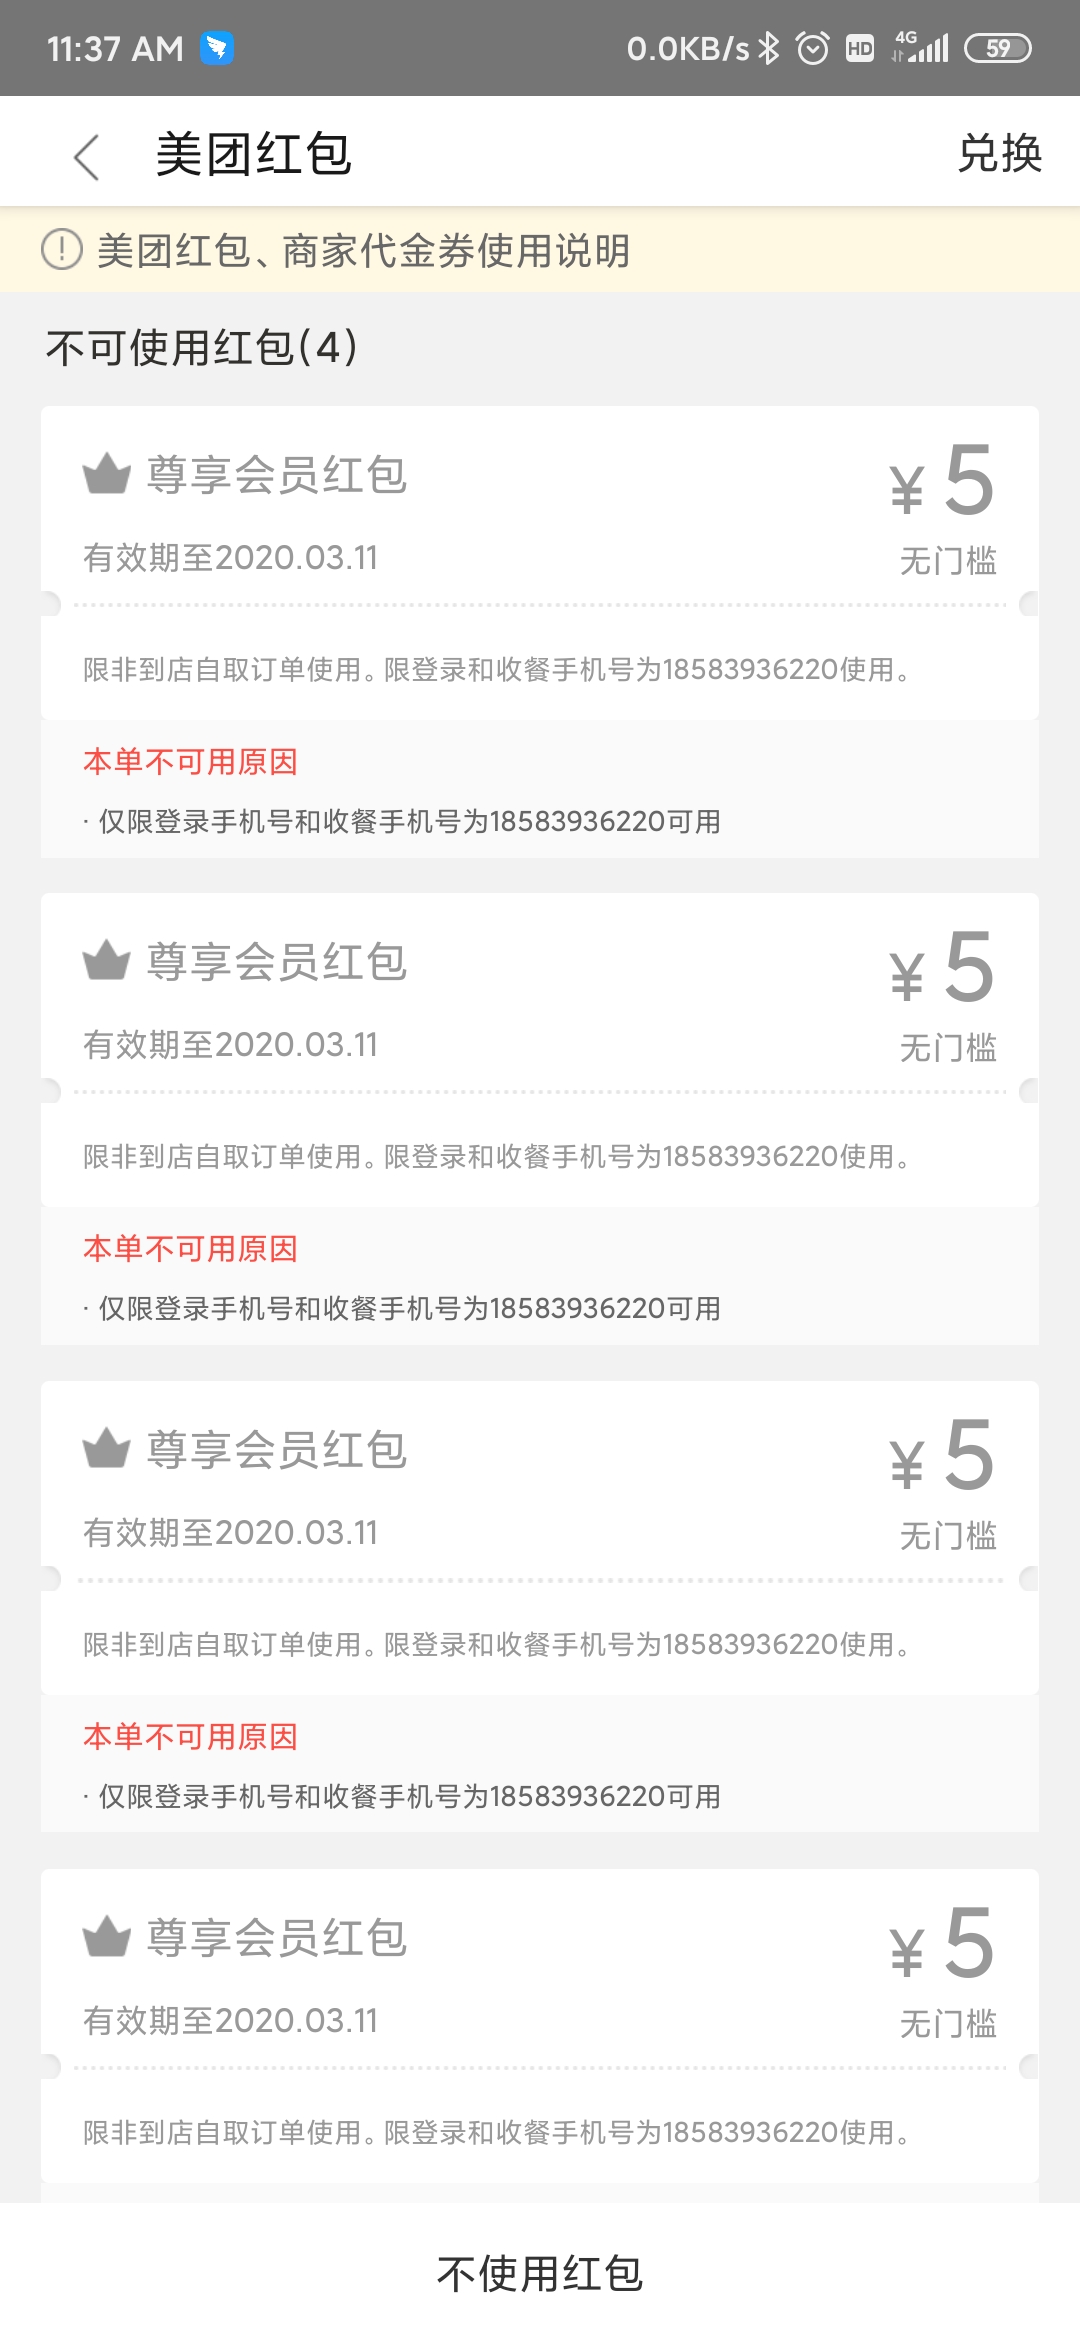 11:37 AM 0.0KB/s HD 4G 59
美团红包 兑换
美团红包、商家代金券使用说明
不可使用红包(4)
尊享会员红包 ¥5
有效期至2020.03.11 无门槛
限非到店自取订单使用。限登录和收餐手机号为18583936220使用。
本单不可用原因
· 仅限登录手机号和收餐手机号为18583936220可用
尊享会员红包 ¥5
有效期至2020.03.11 无门槛
限非到店自取订单使用。限登录和收餐手机号为18583936220使用。
本单不可用原因
· 仅限登录手机号和收餐手机号为18583936220可用
尊享会员红包 ¥5
有效期至2020.03.11 无门槛
限非到店自取订单使用。限登录和收餐手机号为18583936220使用。
本单不可用原因
· 仅限登录手机号和收餐手机号为18583936220可用
尊享会员红包 ¥5
有效期至2020.03.11 无门槛
限非到店自取订单使用。限登录和收餐手机号为18583936220使用。
不使用红包